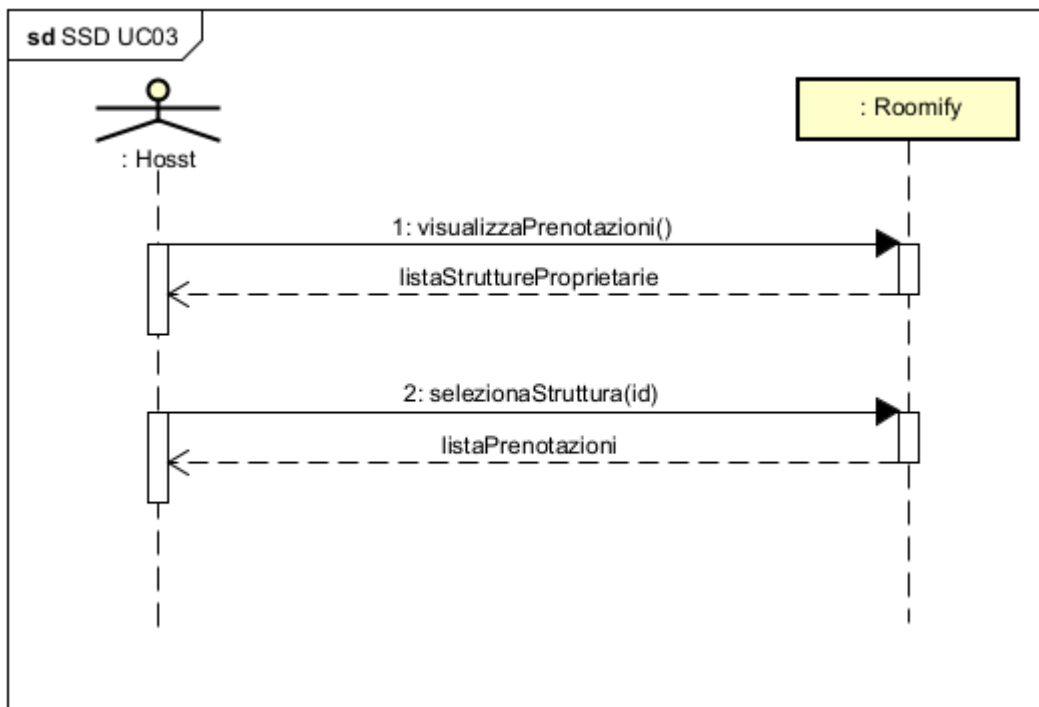 sd SSD UC03
: Hosst
: Roomify
1: visualizzaPrenotazioni()
listaStruttureProprietarie
2: selezionaStruttura(id)
listaPrenotazioni